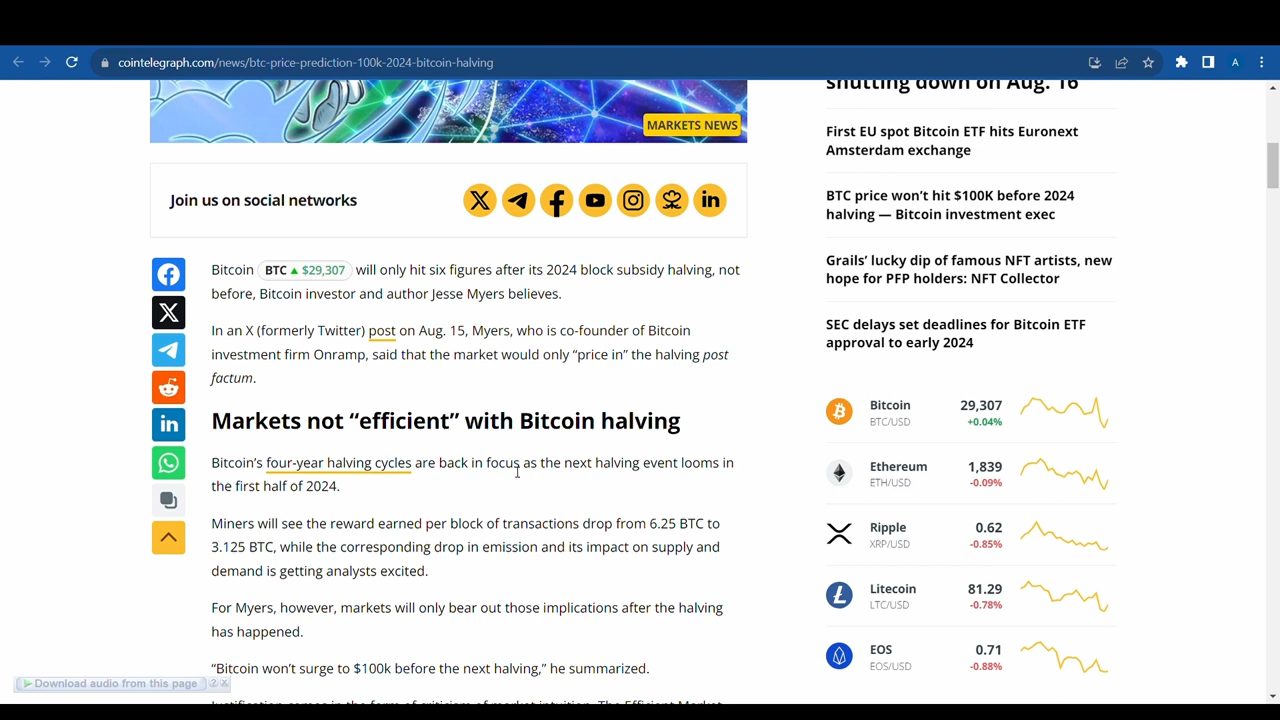 cointelegraph.com/news/btc-price-prediction-100k-2024-bitcoin-halving
A
MARKETS NEWS
Join us on social networks
Bitcoin BTC ▲ $29,307 will only hit six figures after its 2024 block subsidy halving, not
before, Bitcoin investor and author Jesse Myers believes.
In an X (formerly Twitter) post on Aug. 15, Myers, who is co-founder of Bitcoin
investment firm Onramp, said that the market would only “price in” the halving post
factum.
Markets not “efficient” with Bitcoin halving
Bitcoin’s four-year halving cycles are back in focus as the next halving event looms in
the first half of 2024.
Miners will see the reward earned per block of transactions drop from 6.25 BTC to
3.125 BTC, while the corresponding drop in emission and its impact on supply and
demand is getting analysts excited.
For Myers, however, markets will only bear out those implications after the halving
has happened.
“Bitcoin won’t surge to $100k before the next halving,” he summarized.
Justification comes in the form of criticism of market intuition. The Efficient Market
Download audio from this page ? X
shutting down on Aug. 16
First EU spot Bitcoin ETF hits Euronext
Amsterdam exchange
BTC price won’t hit $100K before 2024
halving — Bitcoin investment exec
Grails’ lucky dip of famous NFT artists, new
hope for PFP holders: NFT Collector
SEC delays set deadlines for Bitcoin ETF
approval to early 2024
Bitcoin 29,307
BTC/USD +0.04%
Ethereum 1,839
ETH/USD -0.09%
Ripple 0.62
XRP/USD -0.85%
Litecoin 81.29
LTC/USD -0.78%
EOS 0.71
EOS/USD -0.88%